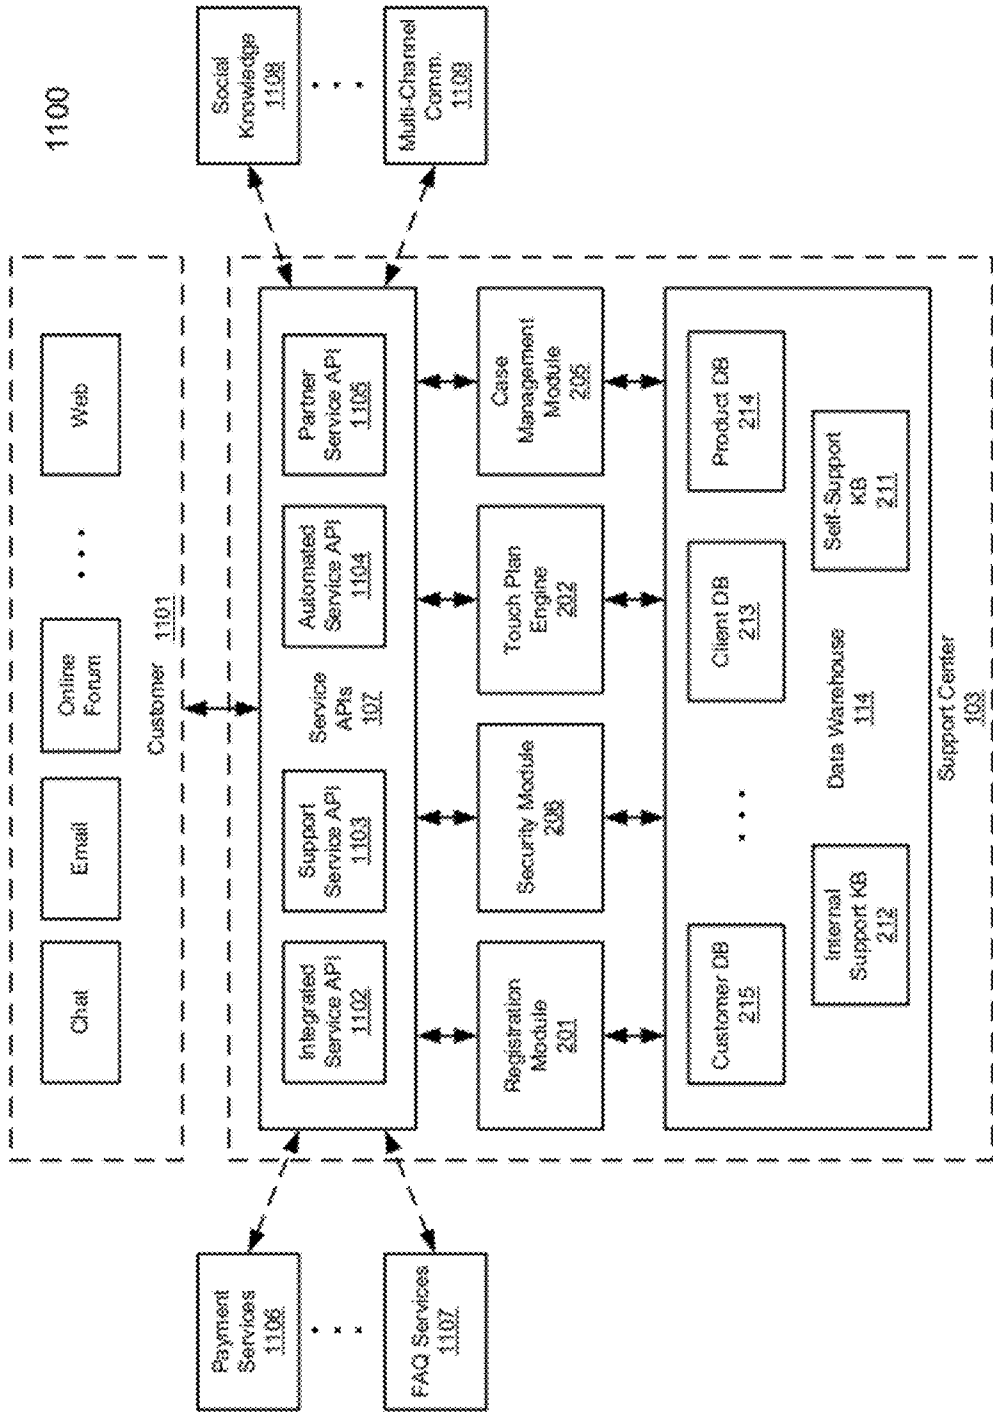 1100
Chat
Email
Online
Forum
Web
Customer
1101
Payment
Services
1106
FAQ Services
1107
Integrated
Service API
1102
Support
Service API
1103
Service
APIs
107
Automated
Service API
1104
Partner
Service API
1105
Social
Knowledge
1108
Multi-Channel
Comm.
1109
Registration
Module
201
Security Module
206
Touch Plan
Engine
202
Case
Management
Module
205
Customer DB
215
Client DB
213
Product DB
214
Internal
Support KB
212
Data Warehouse
114
Self-Support
KB
211
Support Center
103